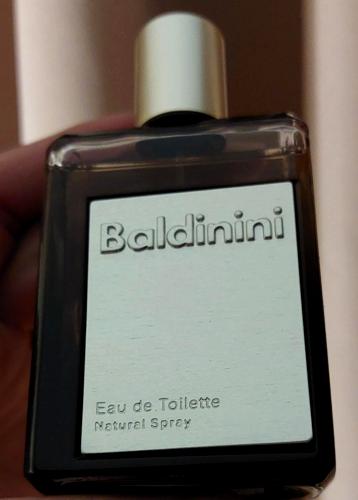 Baldinini
Eau de Toilette
Natural Spray